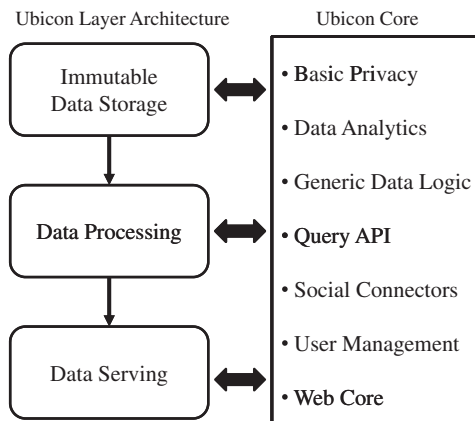 Ubicon Layer Architecture
Ubicon Core
Immutable
Data Storage
Data Processing
Data Serving
• Basic Privacy
• Data Analytics
• Generic Data Logic
• Query API
• Social Connectors
• User Management
• Web Core